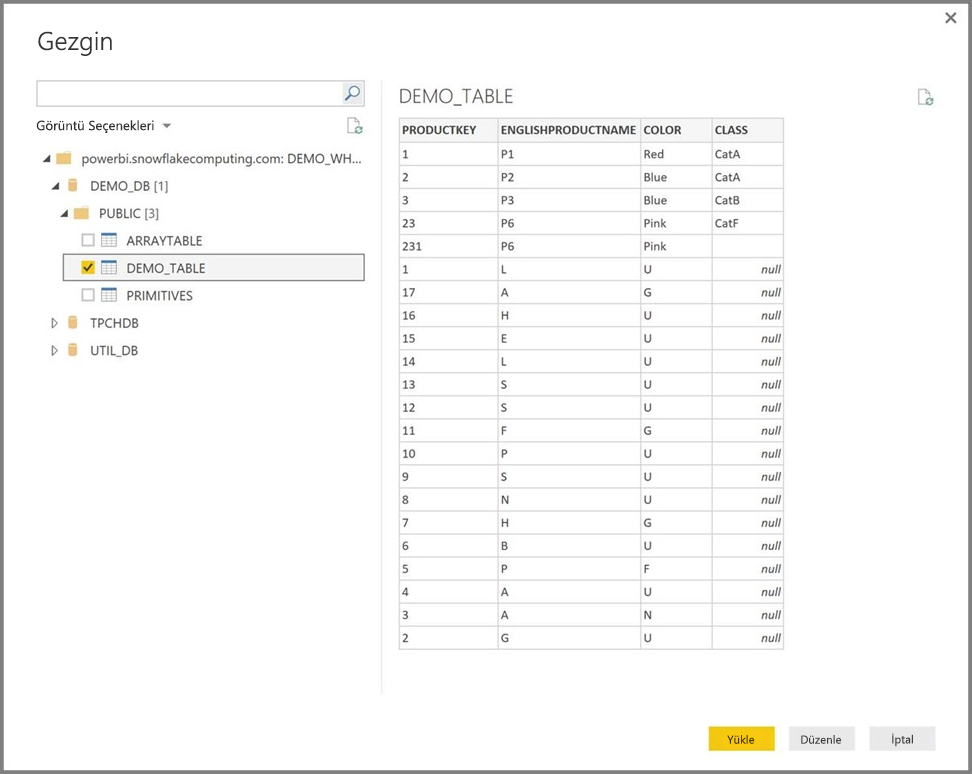 Gezgin
Görüntü Seçenekleri
powerbi.snowflakecomputing.com: DEMO_WH...
DEMO_DB [1]
PUBLIC [3]
ARRAYTABLE
DEMO_TABLE
PRIMITIVES
TPCHDB
UTIL_DB
DEMO_TABLE
PRODUCTKEY ENGLISHPRODUCTNAME COLOR CLASS
1 P1 Red CatA
2 P2 Blue CatA
3 P3 Blue CatB
23 P6 Pink CatF
231 P6 Pink
1 L U null
17 A G null
16 H U null
15 E U null
14 L U null
13 S U null
12 S U null
11 F G null
10 P U null
9 S U null
8 N U null
7 H G null
6 B U null
5 P F null
4 A U null
3 A N null
2 G U null
Yükle Düzenle İptal